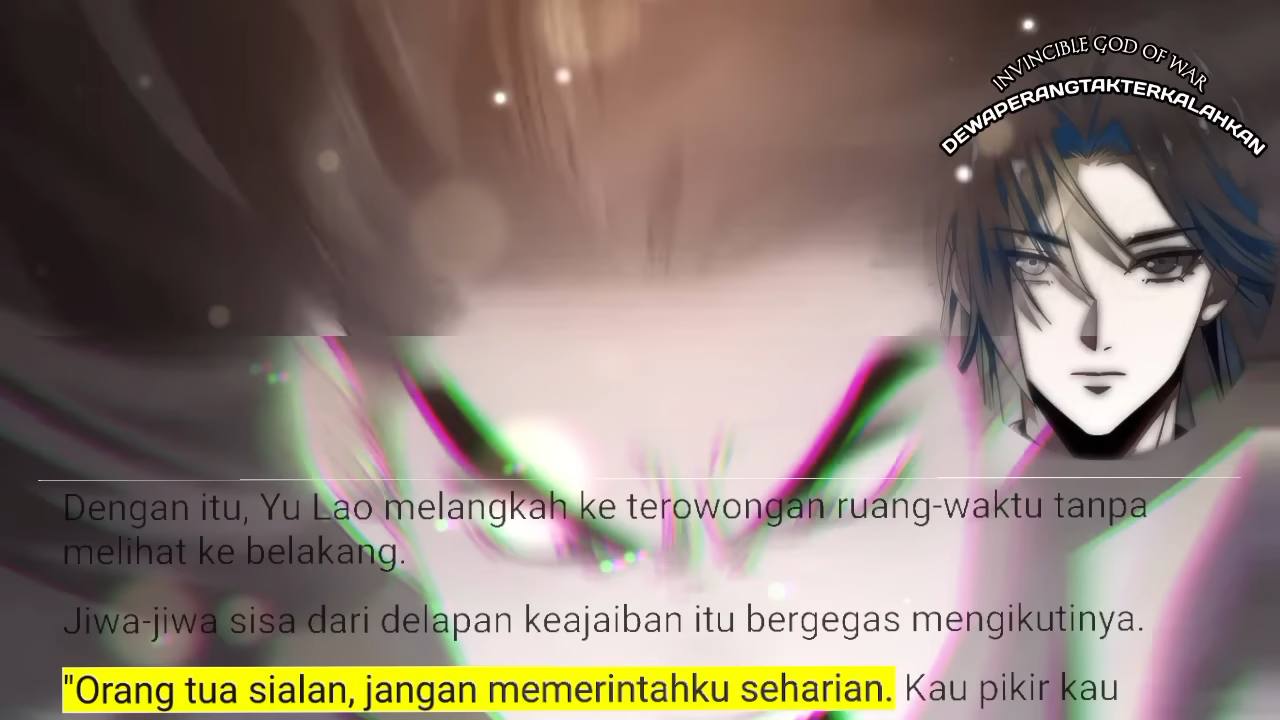 INVINCIBLE GOD OF WAR
DEWAPERANGTAKTERKALAHKAN
Dengan itu, Yu Lao melangkah ke terowongan ruang-waktu tanpa
melihat ke belakang.
Jiwa-jiwa sisa dari delapan keajaiban itu bergegas mengikutinya.
"Orang tua sialan, jangan memerintahku seharian. Kau pikir kau